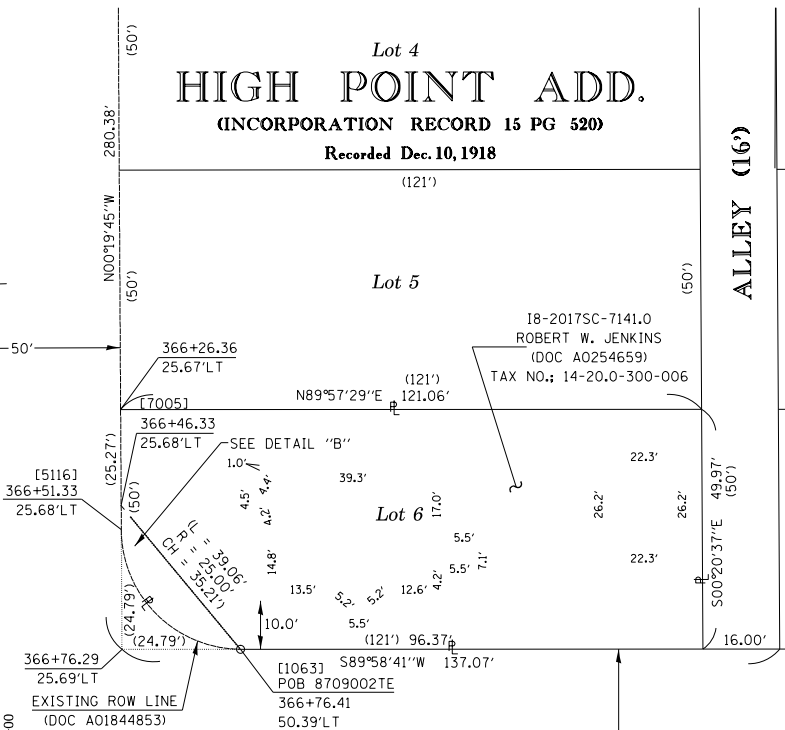 (50')
Lot 4
HIGH POINT ADD.
(INCORPORATION RECORD 15 PG 520)
Recorded Dec. 10, 1918
280.38'
ALLEY (16')
(121')
N00°19'45"W
(50')
Lot 5
(50')
50'
366+26.36
25.67'LT
I8-2017SC-7141.0
ROBERT W. JENKINS
(DOC A0254659)
TAX NO.; 14-20.0-300-006
(121')
N89°57'29"E 121.06'
PL
[7005]
366+46.33
25.68'LT
(25.27')
SEE DETAIL "B"
[5116]
366+51.33
25.68'LT
(50')
1.0'
4.4'
4.5'
4.2'
39.3'
Lot 6
17.0'
22.3'
26.2'
26.2'
49.97'
(50')
S00°20'37"E
PL
(L = 39.06'
R = 25.00'
CH = 35.21')
14.8'
13.5'
5.2'
5.2'
12.6'
4.2'
5.5'
5.5'
7.1'
22.3'
5.5'
10.0'
PL
(24.79')
(24.79')
(121') 96.37'
PL
S89°58'41"W 137.07'
16.00'
366+76.29
25.69'LT
[1063]
POB 8709002TE
366+76.41
50.39'LT
EXISTING ROW LINE
(DOC A01844853)
00